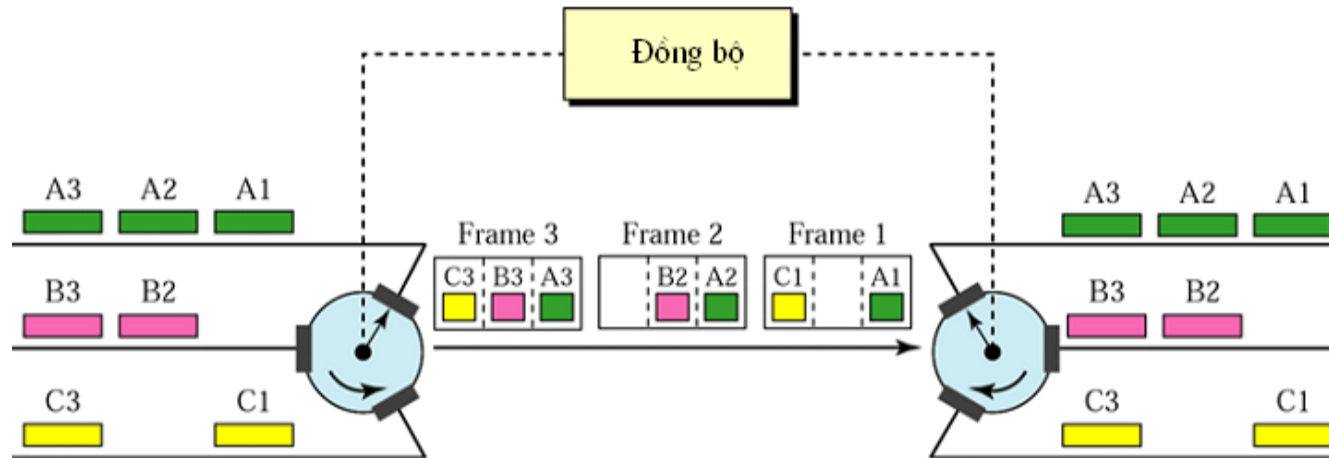 Đồng bộ
A3 A2 A1
A3 A2 A1
Frame 3 Frame 2 Frame 1
C3 B3 A3 B2 A2 C1 A1
B3 B2
B3 B2
C3 C1
C3 C1